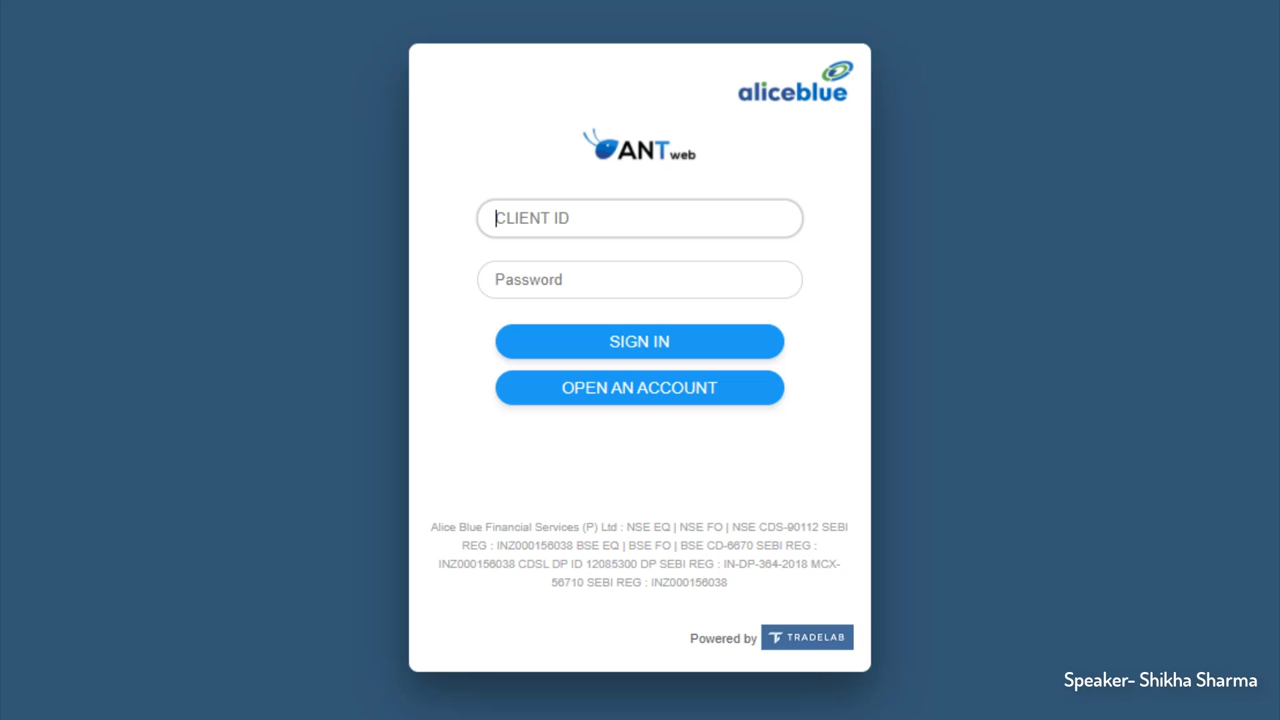 aliceblue
ANT web
CLIENT ID
Password
SIGN IN
OPEN AN ACCOUNT
Alice Blue Financial Services (P) Ltd : NSE EQ | NSE FO | NSE CDS-90112 SEBI
REG : INZ000156038 BSE EQ | BSE FO | BSE CD-6670 SEBI REG :
INZ000156038 CDSL DP ID 12085300 DP SEBI REG : IN-DP-364-2018 MCX-
56710 SEBI REG : INZ000156038
Powered by TRADELAB
Speaker- Shikha Sharma